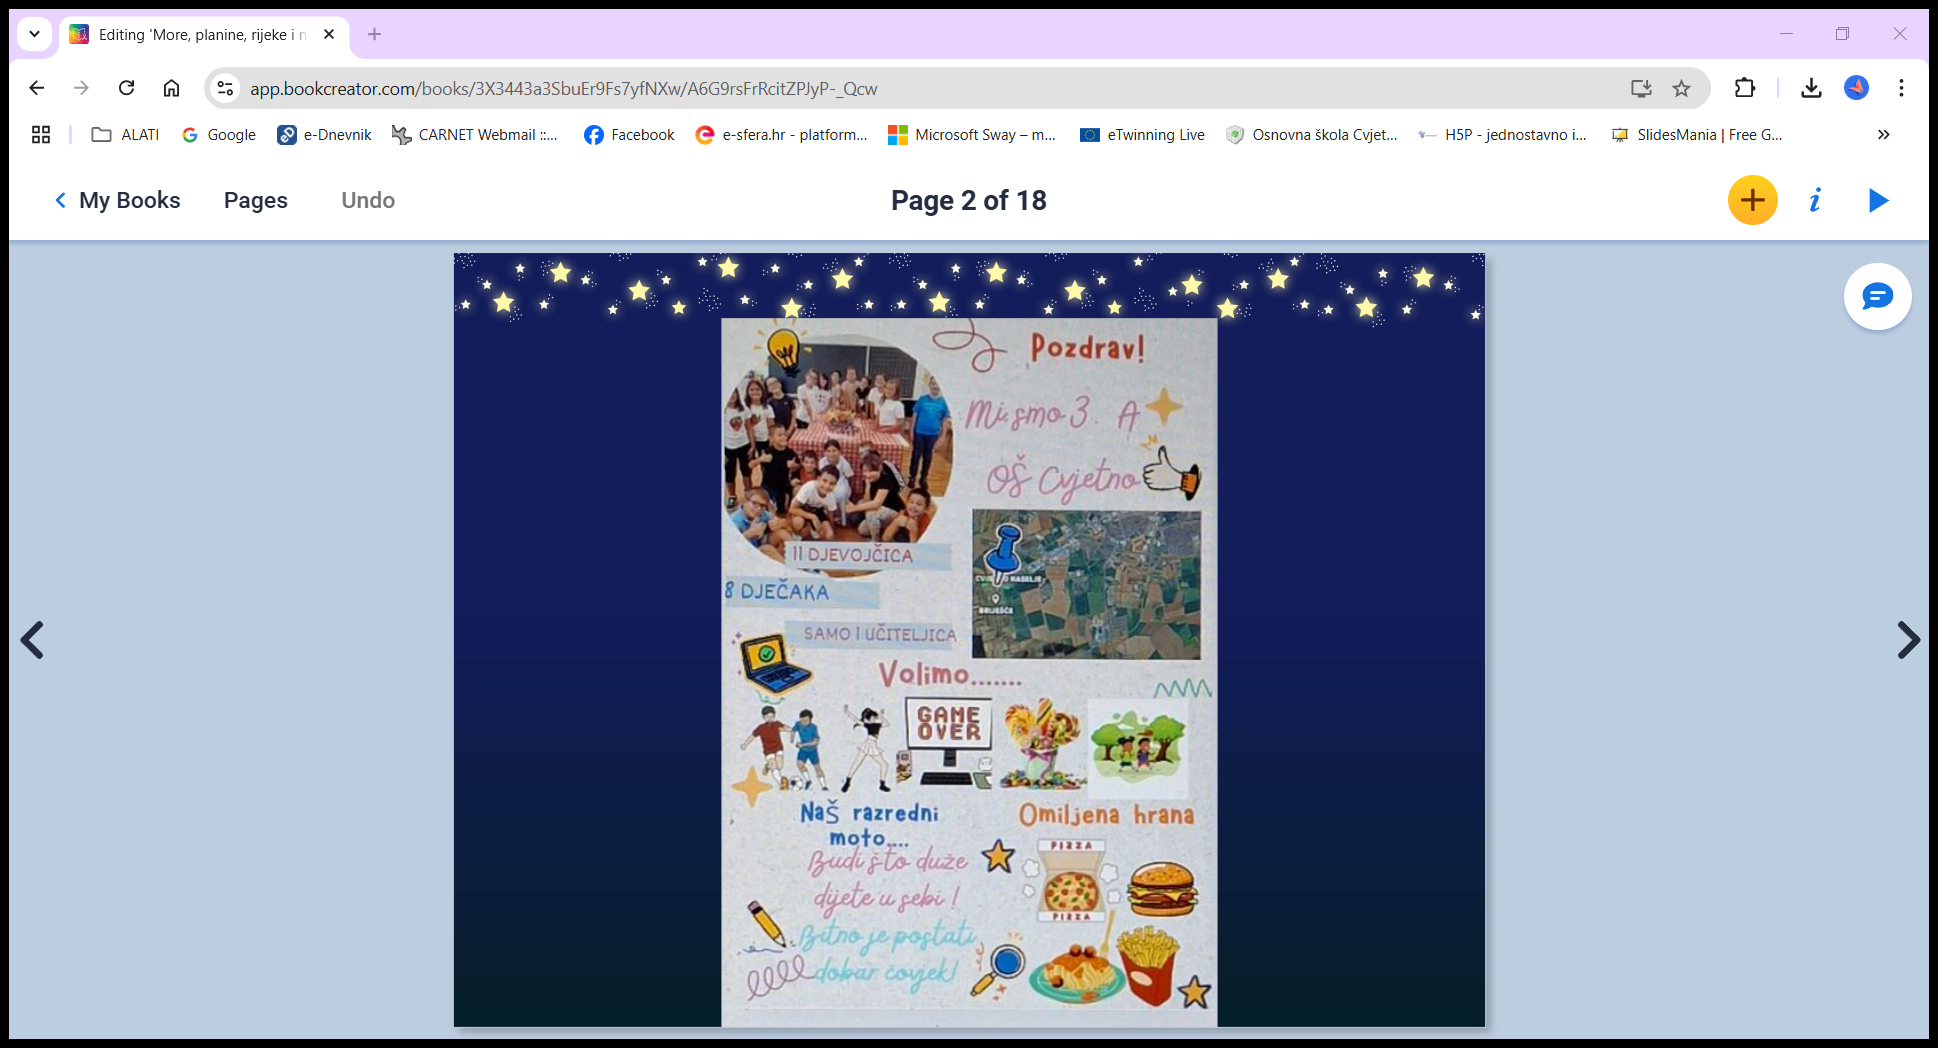 Editing 'More, planine, rijeke i n
app.bookcreator.com/books/3X3443a3SbuEr9Fs7yfNXw/A6G9rsFrRcitZPJyP-_Qcw
ALATI Google e-Dnevnik CARNET Webmail ::... Facebook e-sfera.hr - platform... Microsoft Sway – m... eTwinning Live Osnovna škola Cvjet... H5P - jednostavno i... SlidesMania | Free G...
My Books Pages Undo Page 2 of 18
Pozdrav!
Mi smo 3. A
OŠ Cvjetno
11 DJEVOJČICA
8 DJEČAKA
SAMO 1 UČITELJICA
BRIJEŠĆE
Volimo.......
GAME
OVER
Naš razredni
moto....
Budi što duže
dijete u sebi!
Bitno je postati
dobar čovjek!
Omiljena hrana
PIZZA
PIZZA